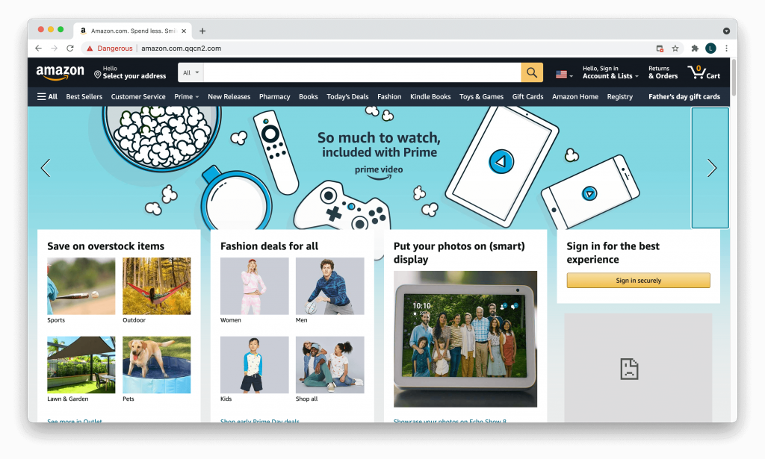 Amazon.com. Spend less. Smi
Dangerous | amazon.com.qqcn2.com
L
amazon
Hello
Select your address
All
Hello, Sign in
Account & Lists
Returns
& Orders
0
Cart
All
Best Sellers
Customer Service
Prime
New Releases
Pharmacy
Books
Today's Deals
Fashion
Kindle Books
Toys & Games
Gift Cards
Amazon Home
Registry
Father's day gift cards
So much to watch,
included with Prime
prime video
Save on overstock items
Sports
Outdoor
Lawn & Garden
Pets
See more in Outlet
Fashion deals for all
Women
Men
Kids
Shop all
Shop early Prime Day deals
Put your photos on (smart)
display
10:10
Showcase your photos on Echo Show 8
Sign in for the best
experience
Sign in securely